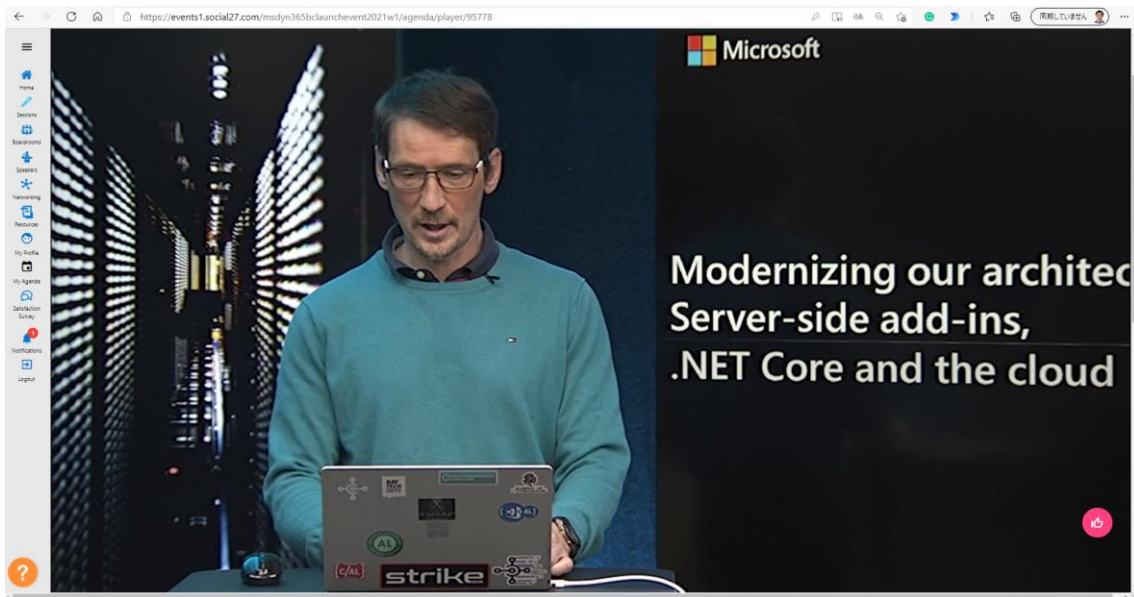 https://events1.social27.com/msdyn365bclaunchevent2021w1/agenda/player/95778
同期していません
Home
Sessions
Boardrooms
Speakers
Networking
Resources
My Profile
My Agenda
Satisfaction
Survey
1
Notifications
Logout
?
Microsoft
Modernizing our architec
Server-side add-ins,
.NET Core and the cloud
AL
{C/AL}
strike